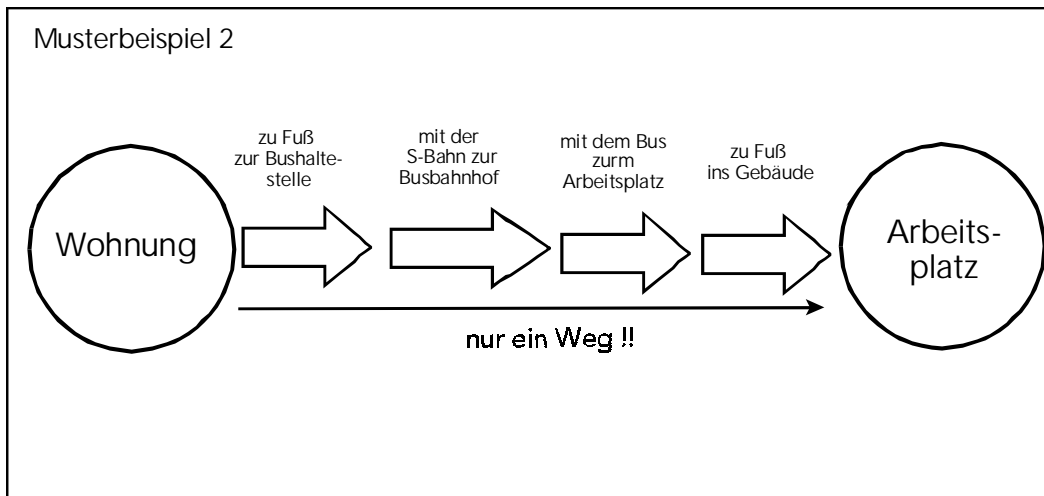 Musterbeispiel 2
zu Fuß
zur Bushalte-
stelle
mit der
S-Bahn zur
Busbahnhof
mit dem Bus
zurm
Arbeitsplatz
zu Fuß
ins Gebäude
Wohnung
Arbeits-
platz
nur ein Weg !!